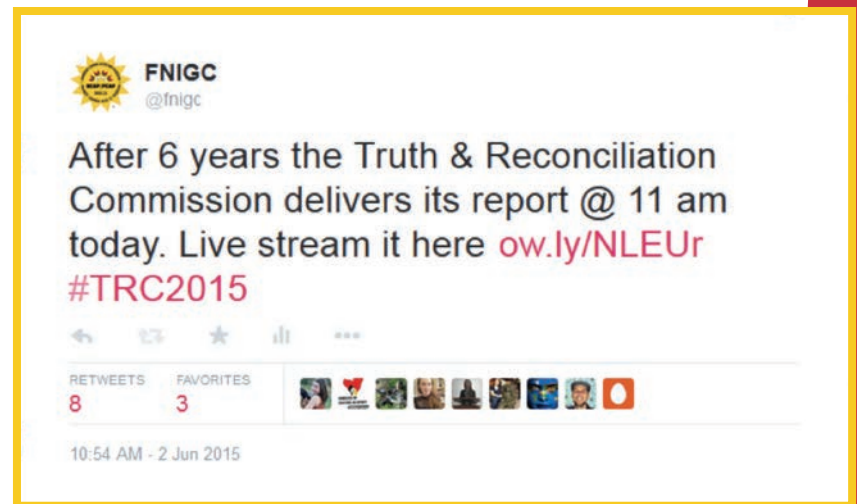 FNIGC
@fnigc
After 6 years the Truth & Reconciliation
Commission delivers its report @ 11 am
today. Live stream it here ow.ly/NLEUr
#TRC2015
RETWEETS FAVORITES
8 3
10:54 AM - 2 Jun 2015